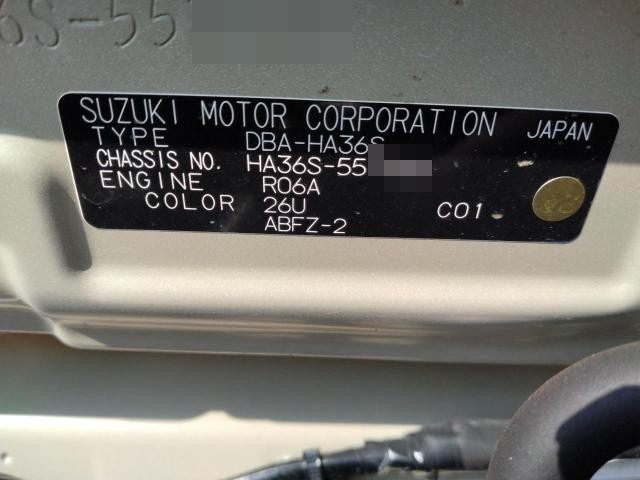 6S-55
SUZUKI MOTOR CORPORATION JAPAN
TYPE DBA-HA36S
CHASSIS NO. HA36S-55
ENGINE R06A
COLOR 26U C01
ABFZ-2